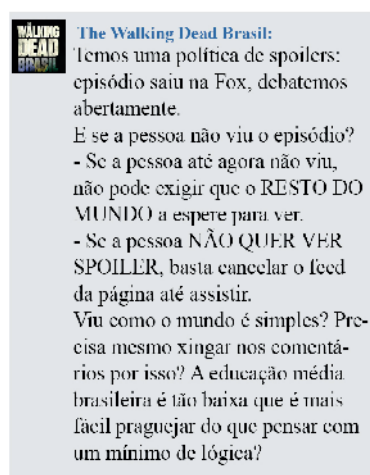 WALKING
DEAD
BRASIL
The Walking Dead Brasil:
Temos uma política de spoilers:
episódio saiu na Fox, debatemos
abertamente.
E se a pessoa não viu o episódio?
- Se a pessoa até agora não viu,
não pode exigir que o RESTO DO
MUNDO a espere para ver.
- Se a pessoa NÃO QUER VER
SPOILER, basta cancelar o feed
da página até assistir.
Viu como o mundo é simples? Pre-
cisa mesmo xingar nos comentá-
rios por isso? A educação média
brasileira é tão baixa que é mais
fácil praguejar do que pensar com
um mínimo de lógica?